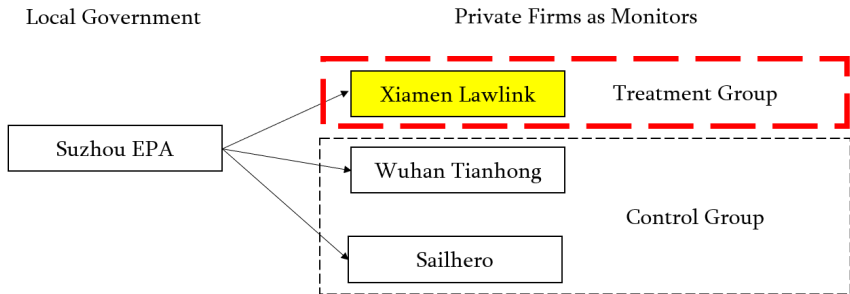 Local Government
Private Firms as Monitors
Xiamen Lawlink
Treatment Group
Suzhou EPA
Wuhan Tianhong
Control Group
Sailhero